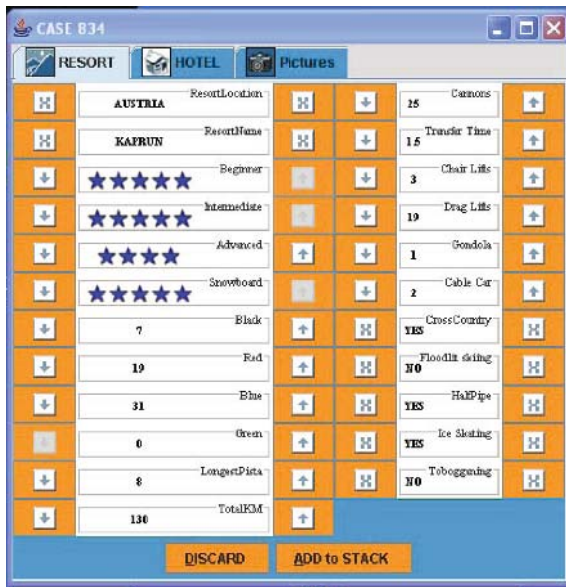 CASE 834
RESORT HOTEL Pictures
ResortLocation
AUSTRIA
Cannons
25
ResortName
KAPRUN
Transfer Time
1.5
Beginner
Chair Lifts
3
Intermediate
Drag Lifts
19
Advanced
Gondola
1
Snowboard
Cable Car
2
Black
7
CrossCountry
YES
Red
19
Floodlit skiing
NO
Blue
31
HalfPipe
YES
Green
0
Ice Skating
YES
LongestPista
8
Tobogganing
NO
TotalKM
130
DISCARD ADD to STACK